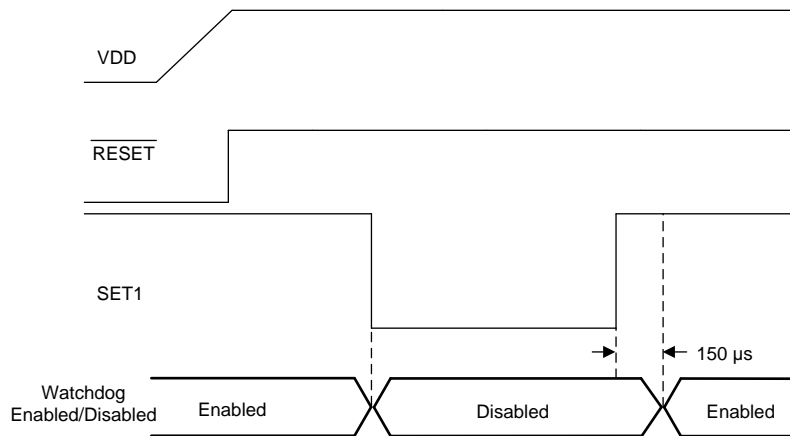 VDD
RESET
SET1
150 µs
Watchdog
Enabled/Disabled
Enabled
Disabled
Enabled